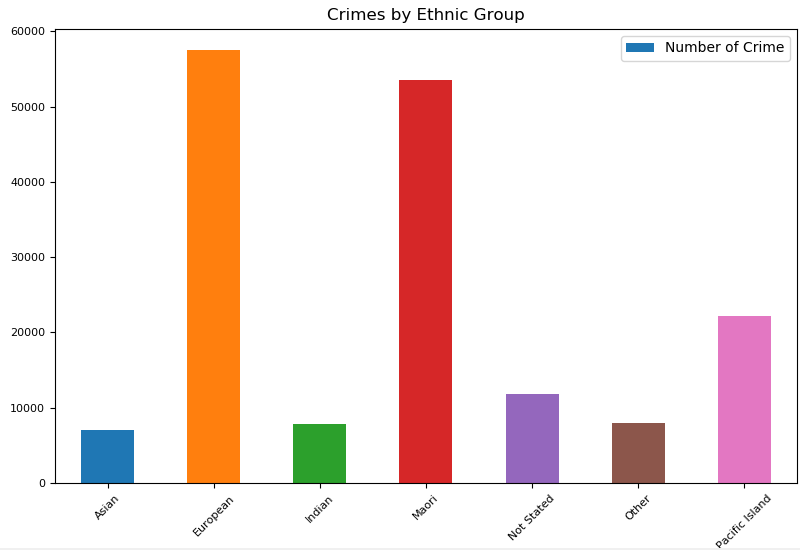 Crimes by Ethnic Group
Number of Crime
60000
50000
40000
30000
20000
10000
0
Asian
European
Indian
Maori
Not Stated
Other
Pacific Island